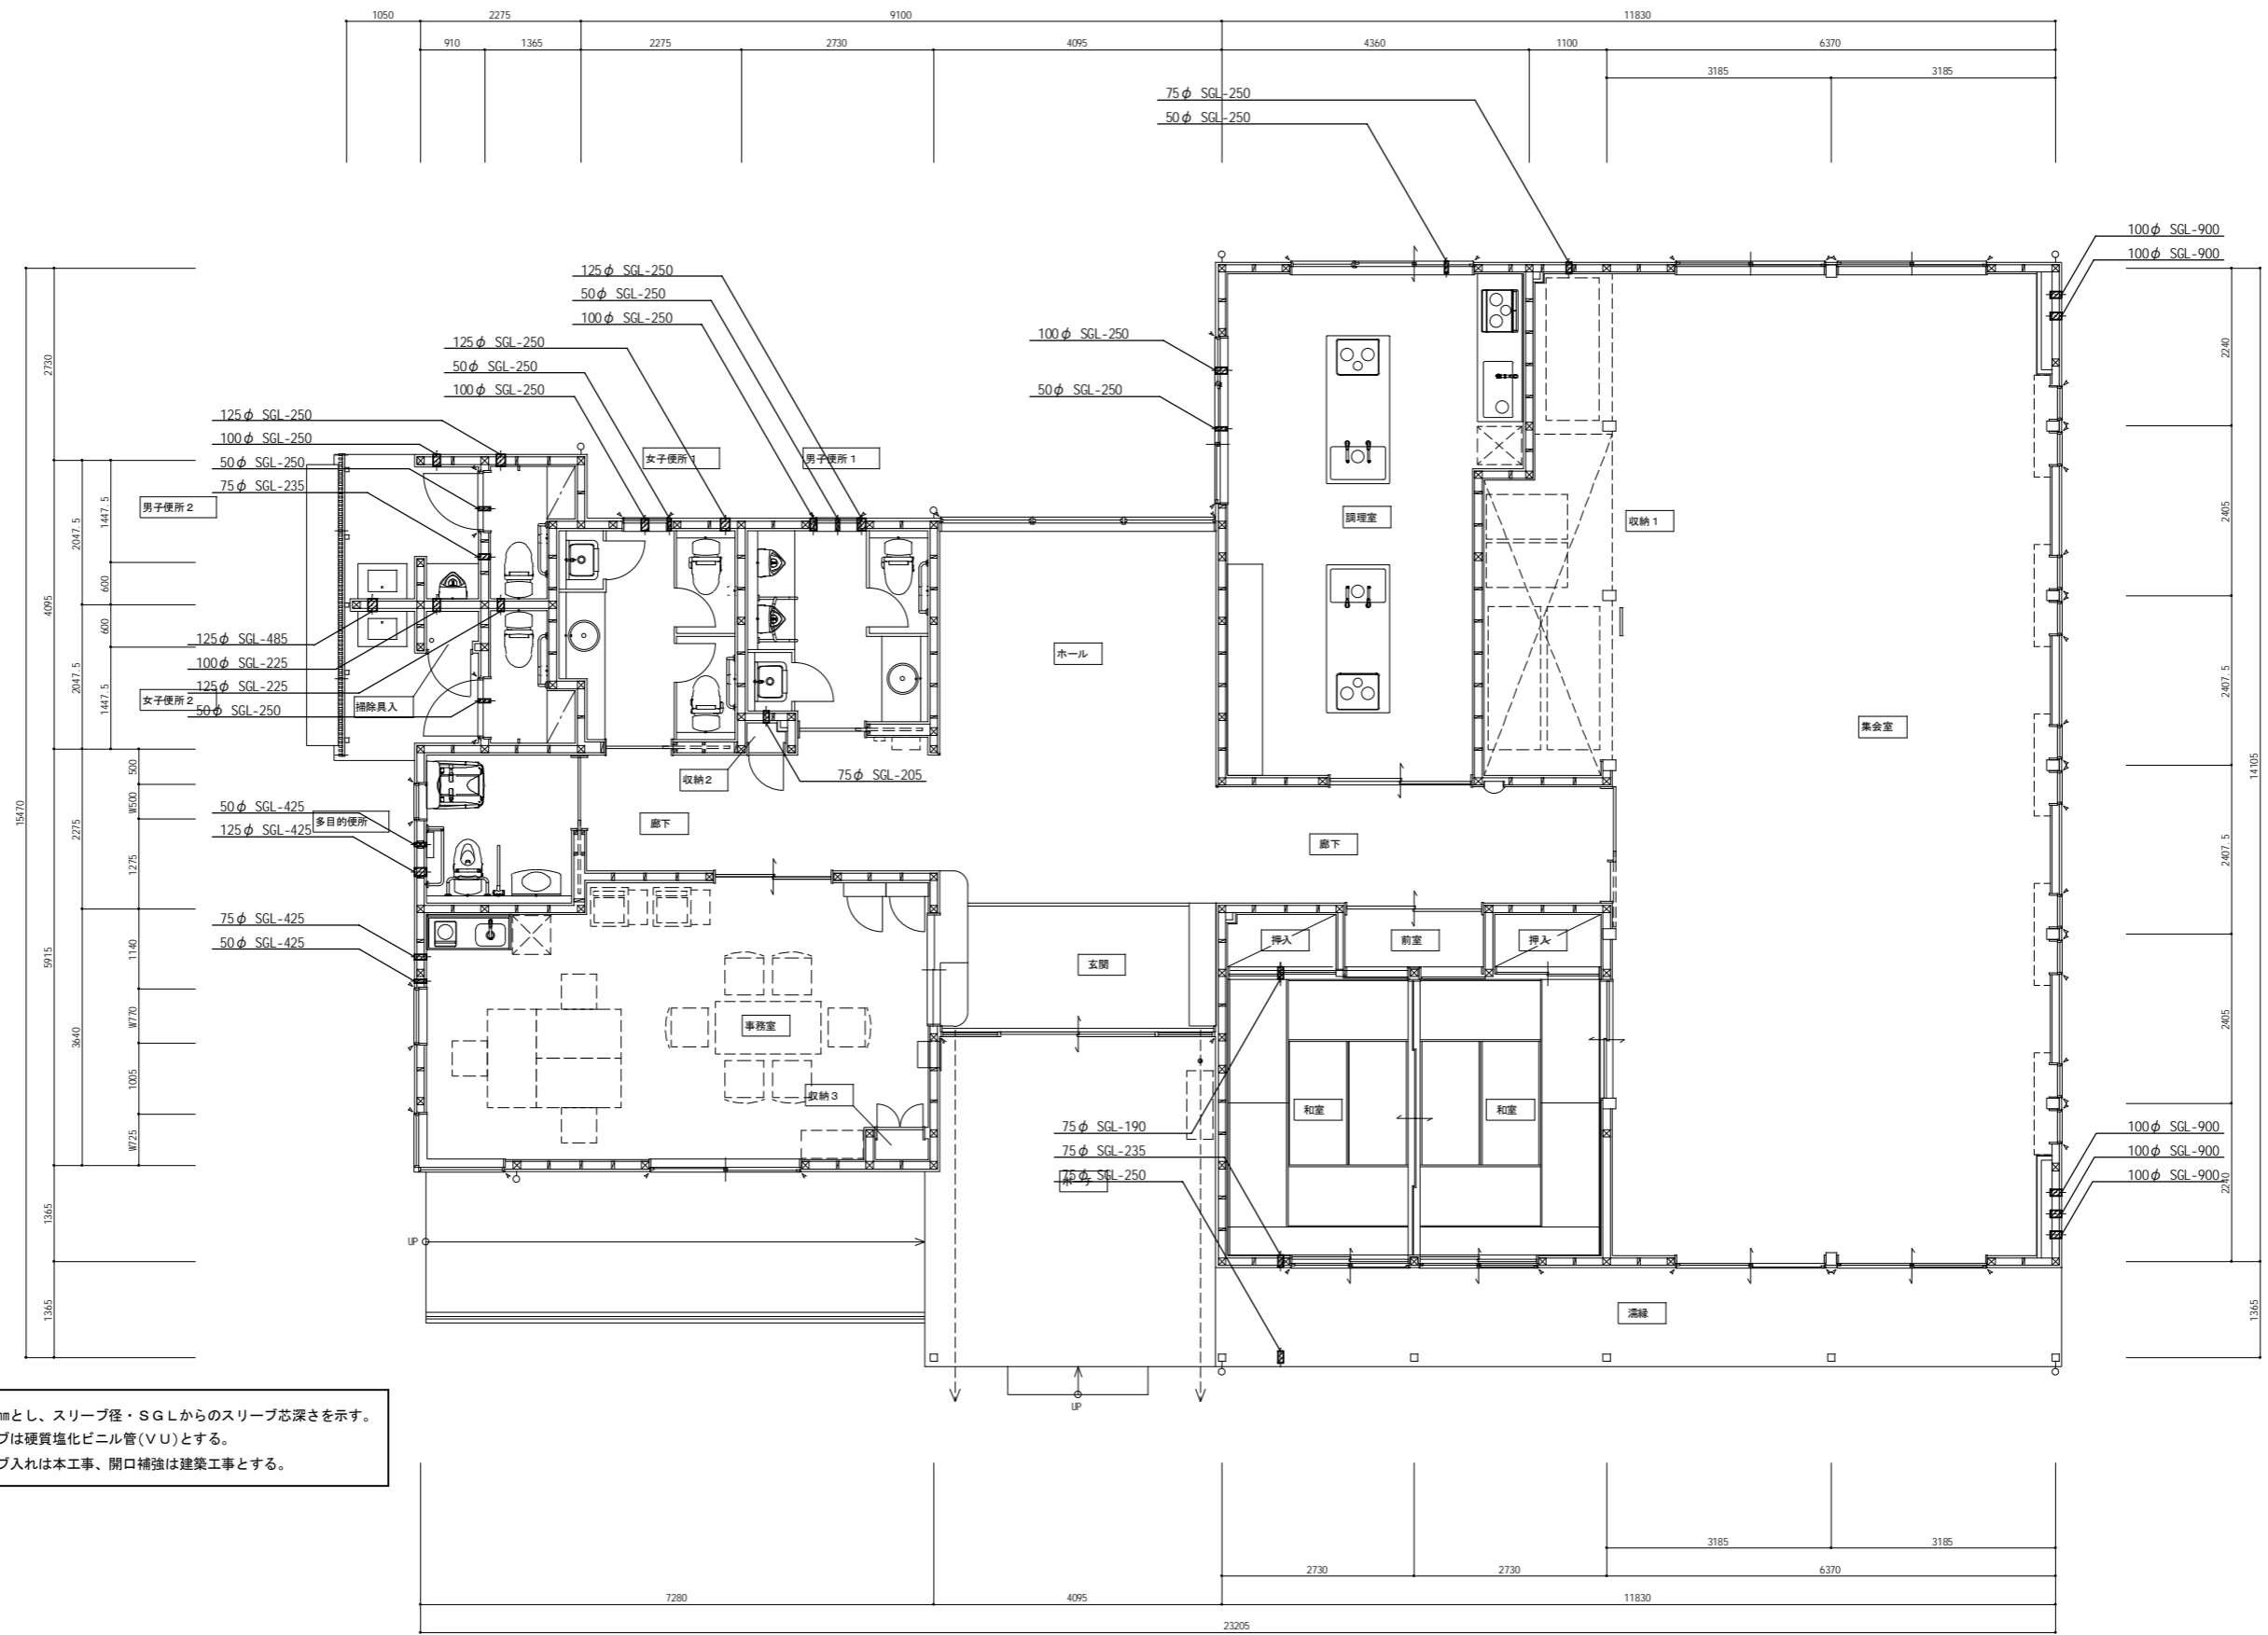 1050 2275 9100 11830
910 1365 2275 2730 4095 4360 1100 6370
3185 3185
75φ SGL-250
50φ SGL-250
100φ SGL-900
100φ SGL-900
125φ SGL-250
50φ SGL-250
100φ SGL-250
125φ SGL-250
50φ SGL-250
100φ SGL-250
100φ SGL-250
50φ SGL-250
125φ SGL-250
100φ SGL-250
50φ SGL-250
75φ SGL-235
女子便所1
男子便所1
男子便所2
調理室
収納1
125φ SGL-485
100φ SGL-225
125φ SGL-225
50φ SGL-250
女子便所2
掃除具入
ホール
集会室
収納2
75φ SGL-205
50φ SGL-425
125φ SGL-425
多目的便所
廊下
廊下
75φ SGL-425
50φ SGL-425
押入
前室
押入
玄関
事務室
収納3
和室
和室
75φ SGL-190
75φ SGL-235
75φ SGL-250
100φ SGL-900
100φ SGL-900
100φ SGL-900
UP
濡縁
UP
15470
2730
4095
2275
5915
1365
1365
2047.5
2047.5
2275
3640
1447.5
600
600
1447.5
500
W500
1275
1140
W770
1005
W725
2240
2405
2407.5
2407.5
2405
2240
14105
1365
㎜とし、スリーブ径・SGLからのスリーブ芯深さを示す。
ブは硬質塩化ビニル管(VU)とする。
ブ入れは本工事、開口補強は建築工事とする。
3185 3185
2730 2730 6370
7280 4095 11830
23205